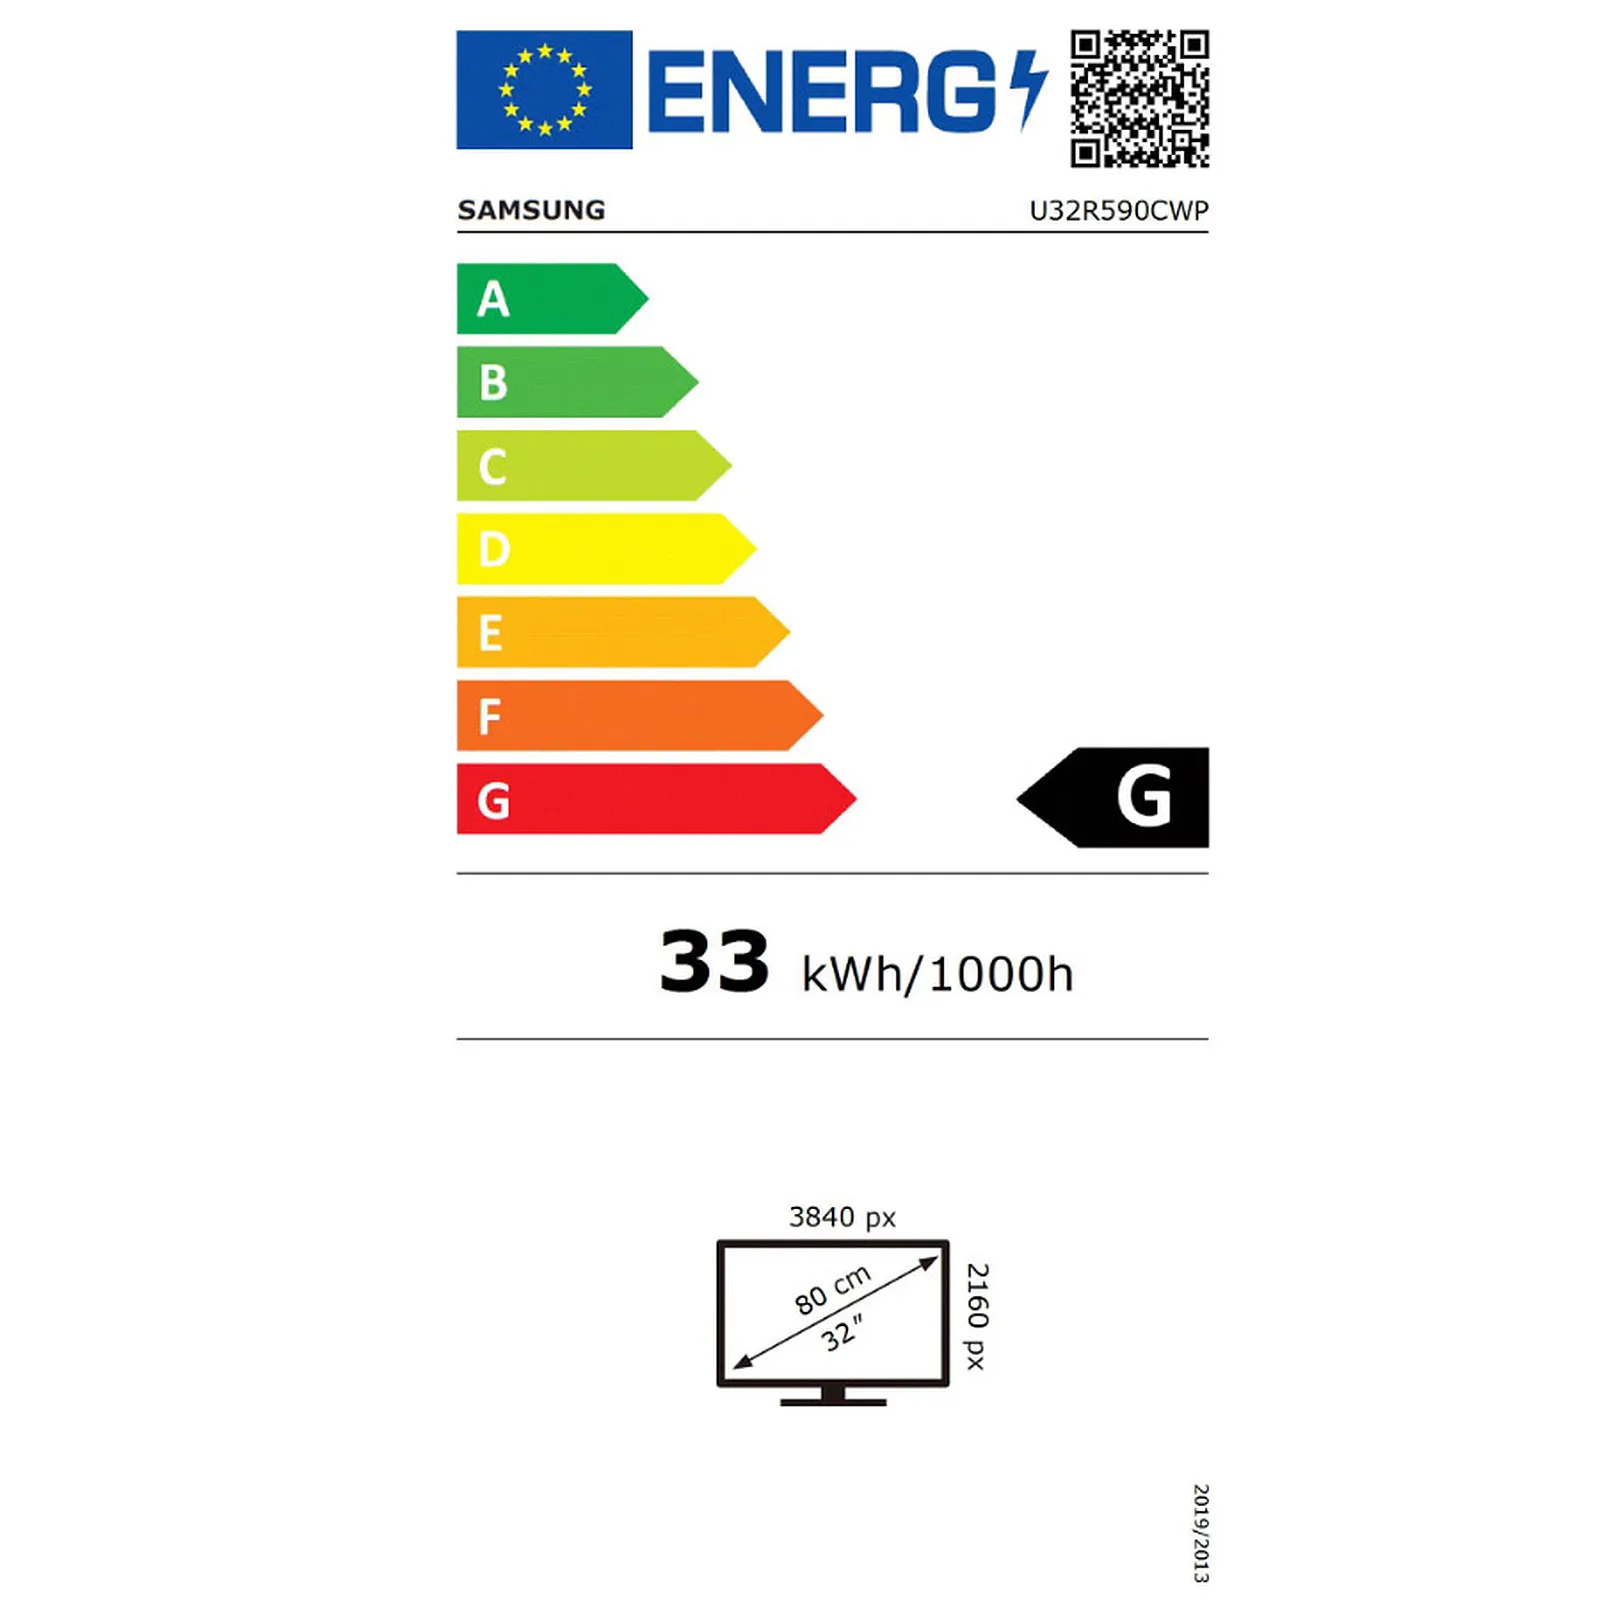 ENERG
SAMSUNG U32R590CWP
A
B
C
D
E
F
G
G
33 kWh/1000h
3840 px
80 cm
32"
2160 px
2019/2013